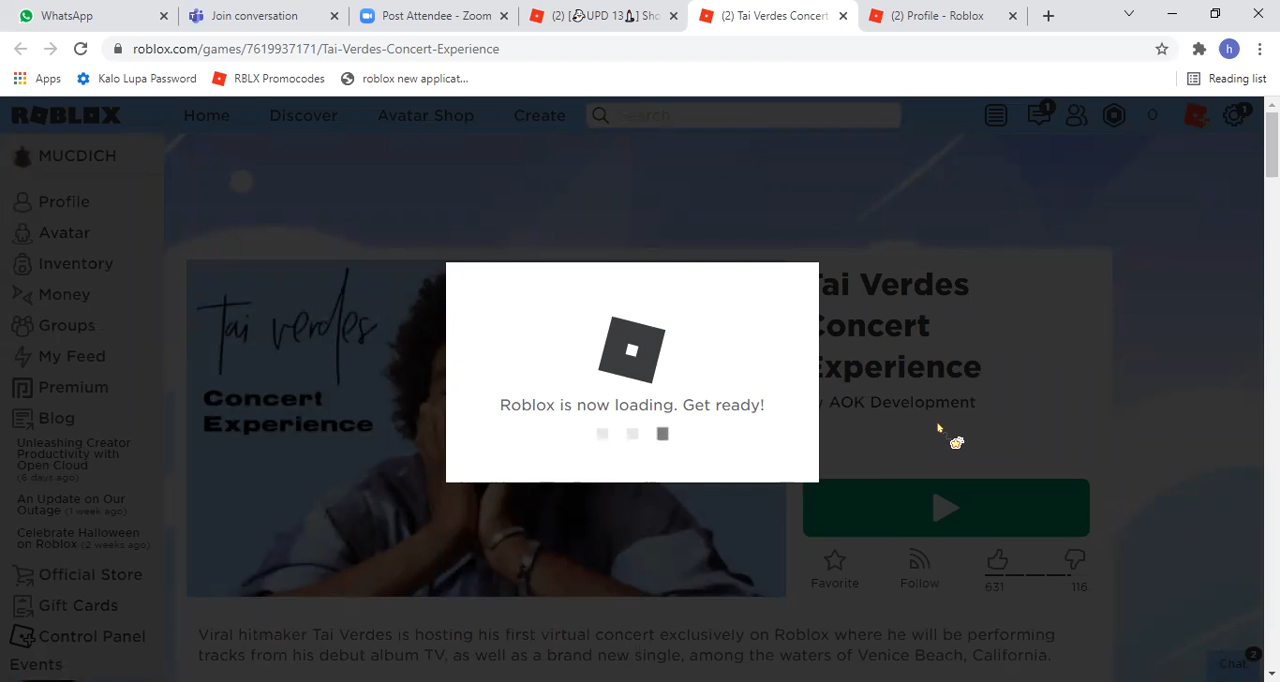 WhatsApp
Join conversation
Post Attendee - Zoom
(2) [🐧UPD 13🐧] Sho
(2) Tai Verdes Concert
(2) Profile - Roblox
roblox.com/games/7619937171/Tai-Verdes-Concert-Experience
h
Apps
Kalo Lupa Password
RBLX Promocodes
roblox new applicat...
Reading list
ROBLOX
Home
Discover
Avatar Shop
Create
Search
1
0
1
MUCDICH
Profile
Avatar
Inventory
Money
Groups
My Feed
Premium
Blog
Unleashing Creator
Productivity with
Open Cloud
(6 days ago)
An Update on Our
Outage (1 week ago)
Celebrate Halloween
on Roblox (2 weeks ago)
Official Store
Gift Cards
Control Panel
Events
tai verdes
Concert
Experience
Roblox is now loading. Get ready!
Tai Verdes
Concert
Experience
AOK Development
Favorite
Follow
631
116
Viral hitmaker Tai Verdes is hosting his first virtual concert exclusively on Roblox where he will be performing
tracks from his debut album TV, as well as a brand new single, among the waters of Venice Beach, California.
Chat
2